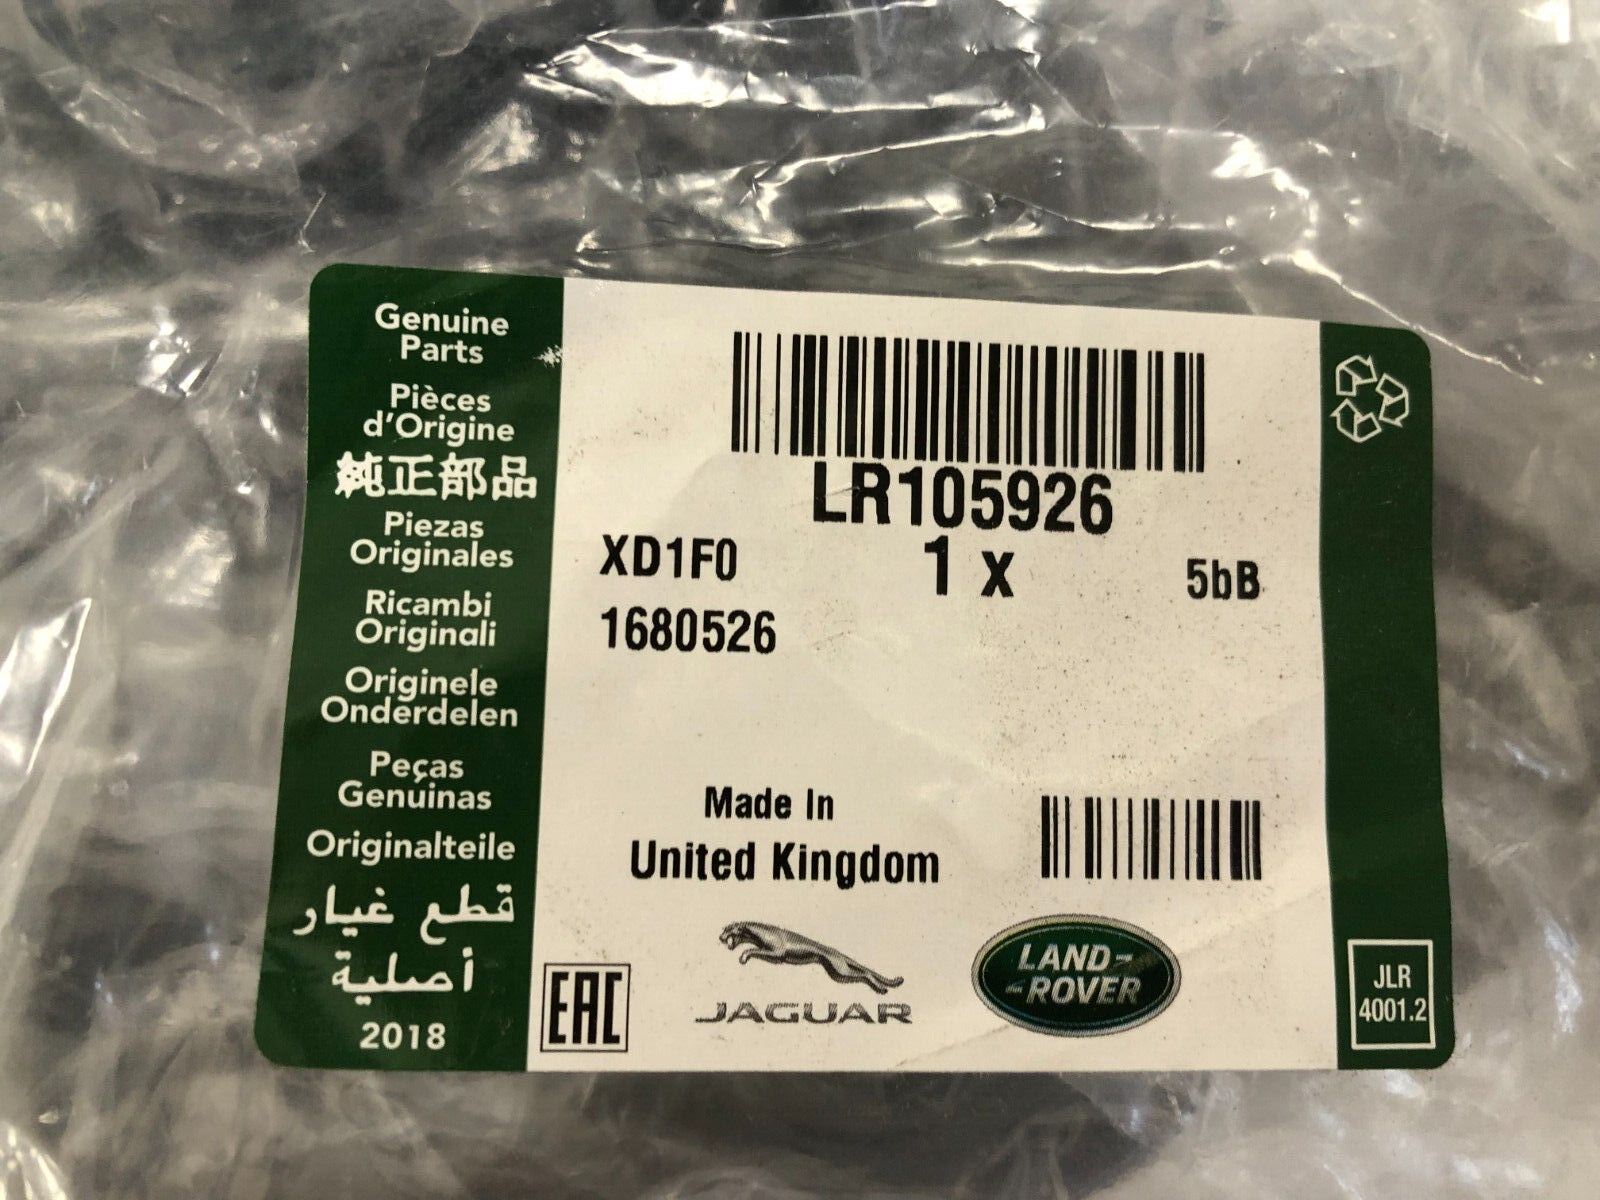 Genuine
Parts
Pièces
d'Origine
純正部品
Piezas
Originales
Ricambi
Originali
Originele
Onderdelen
Peças
Genuinas
Originalteile
قطع غيار
أصلية
2018
LR105926
XD1F0 1 x 5bB
1680526
Made In
United Kingdom
EAC
JAGUAR
LAND-
-ROVER
JLR
4001.2